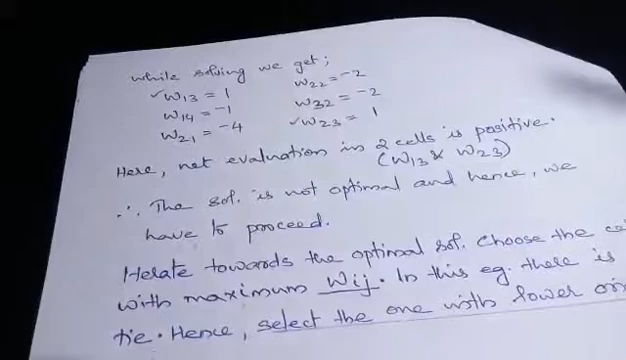 while solving we get;
✓W13 = 1 W22 = -2
W14 = -1 W32 = -2
W21 = -4 ✓W23 = 1
Here, net evaluation in 2 cells is positive.
(W13 & W23)
∴ The sol. is not optimal and hence, we
have to proceed.
Iterate towards the optimal sol. Choose the
with maximum Wij. In this eg. there is
tie. Hence, select the one with lower